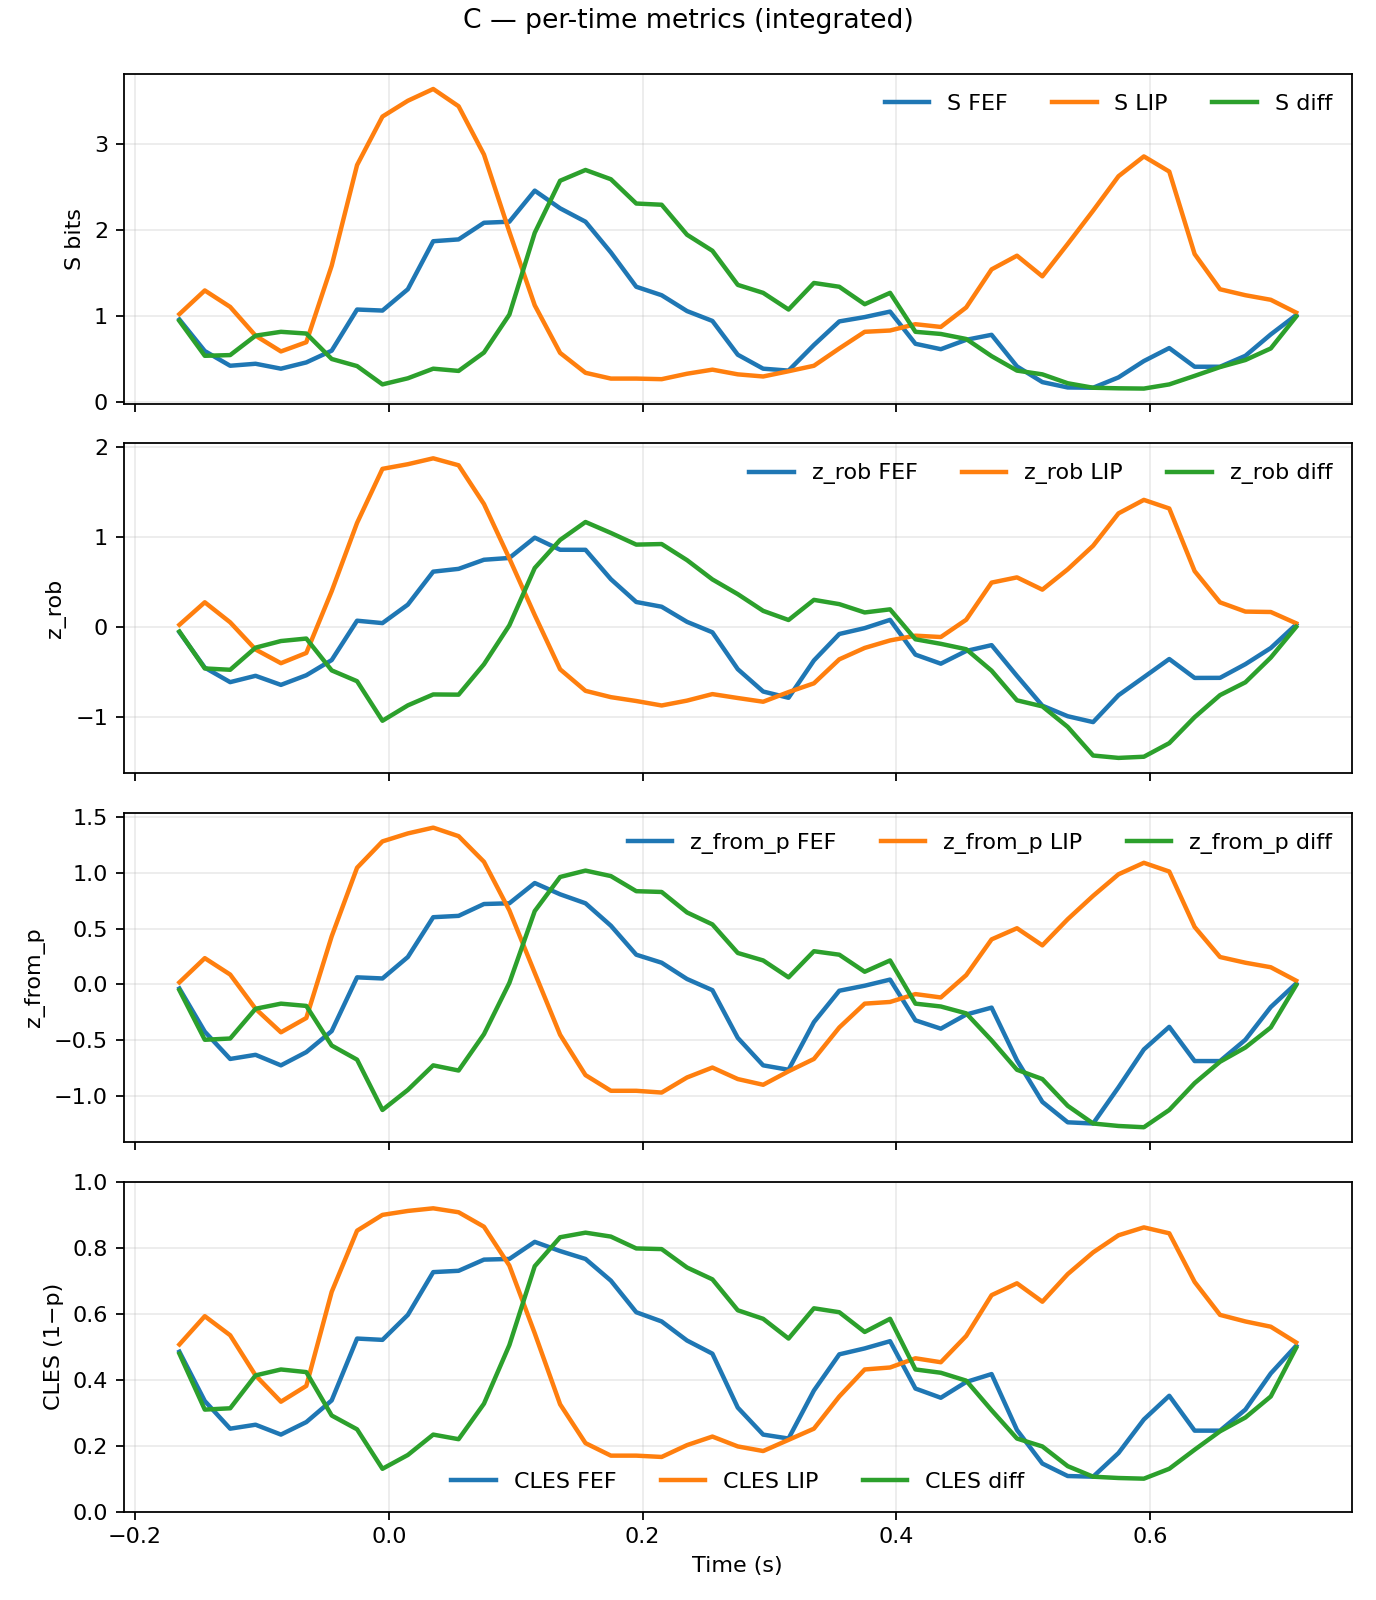 C — per-time metrics (integrated)
S FEF S LIP S diff
3
2
1
0
S bits
z_rob FEF z_rob LIP z_rob diff
2
1
0
−1
z_rob
z_from_p FEF z_from_p LIP z_from_p diff
1.5
1.0
0.5
0.0
−0.5
−1.0
z_from_p
1.0
0.8
0.6
0.4
0.2
0.0
CLES (1−p)
CLES FEF CLES LIP CLES diff
−0.2 0.0 0.2 0.4 0.6
Time (s)